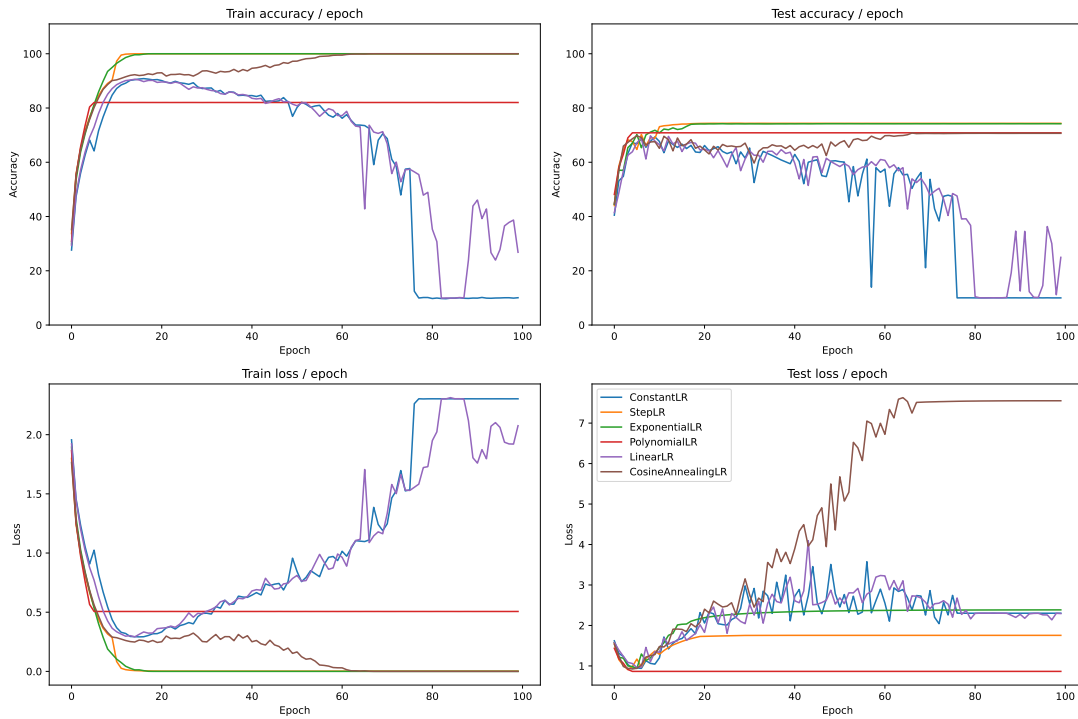 Train accuracy / epoch
100
80
60
40
20
0
Accuracy
0 20 40 60 80 100
Epoch
Test accuracy / epoch
100
80
60
40
20
0
Accuracy
0 20 40 60 80 100
Epoch
Train loss / epoch
2.0
1.5
1.0
0.5
0.0
Loss
0 20 40 60 80 100
Epoch
Test loss / epoch
7
6
5
4
3
2
1
Loss
ConstantLR
StepLR
ExponentialLR
PolynomialLR
LinearLR
CosineAnnealingLR
0 20 40 60 80 100
Epoch